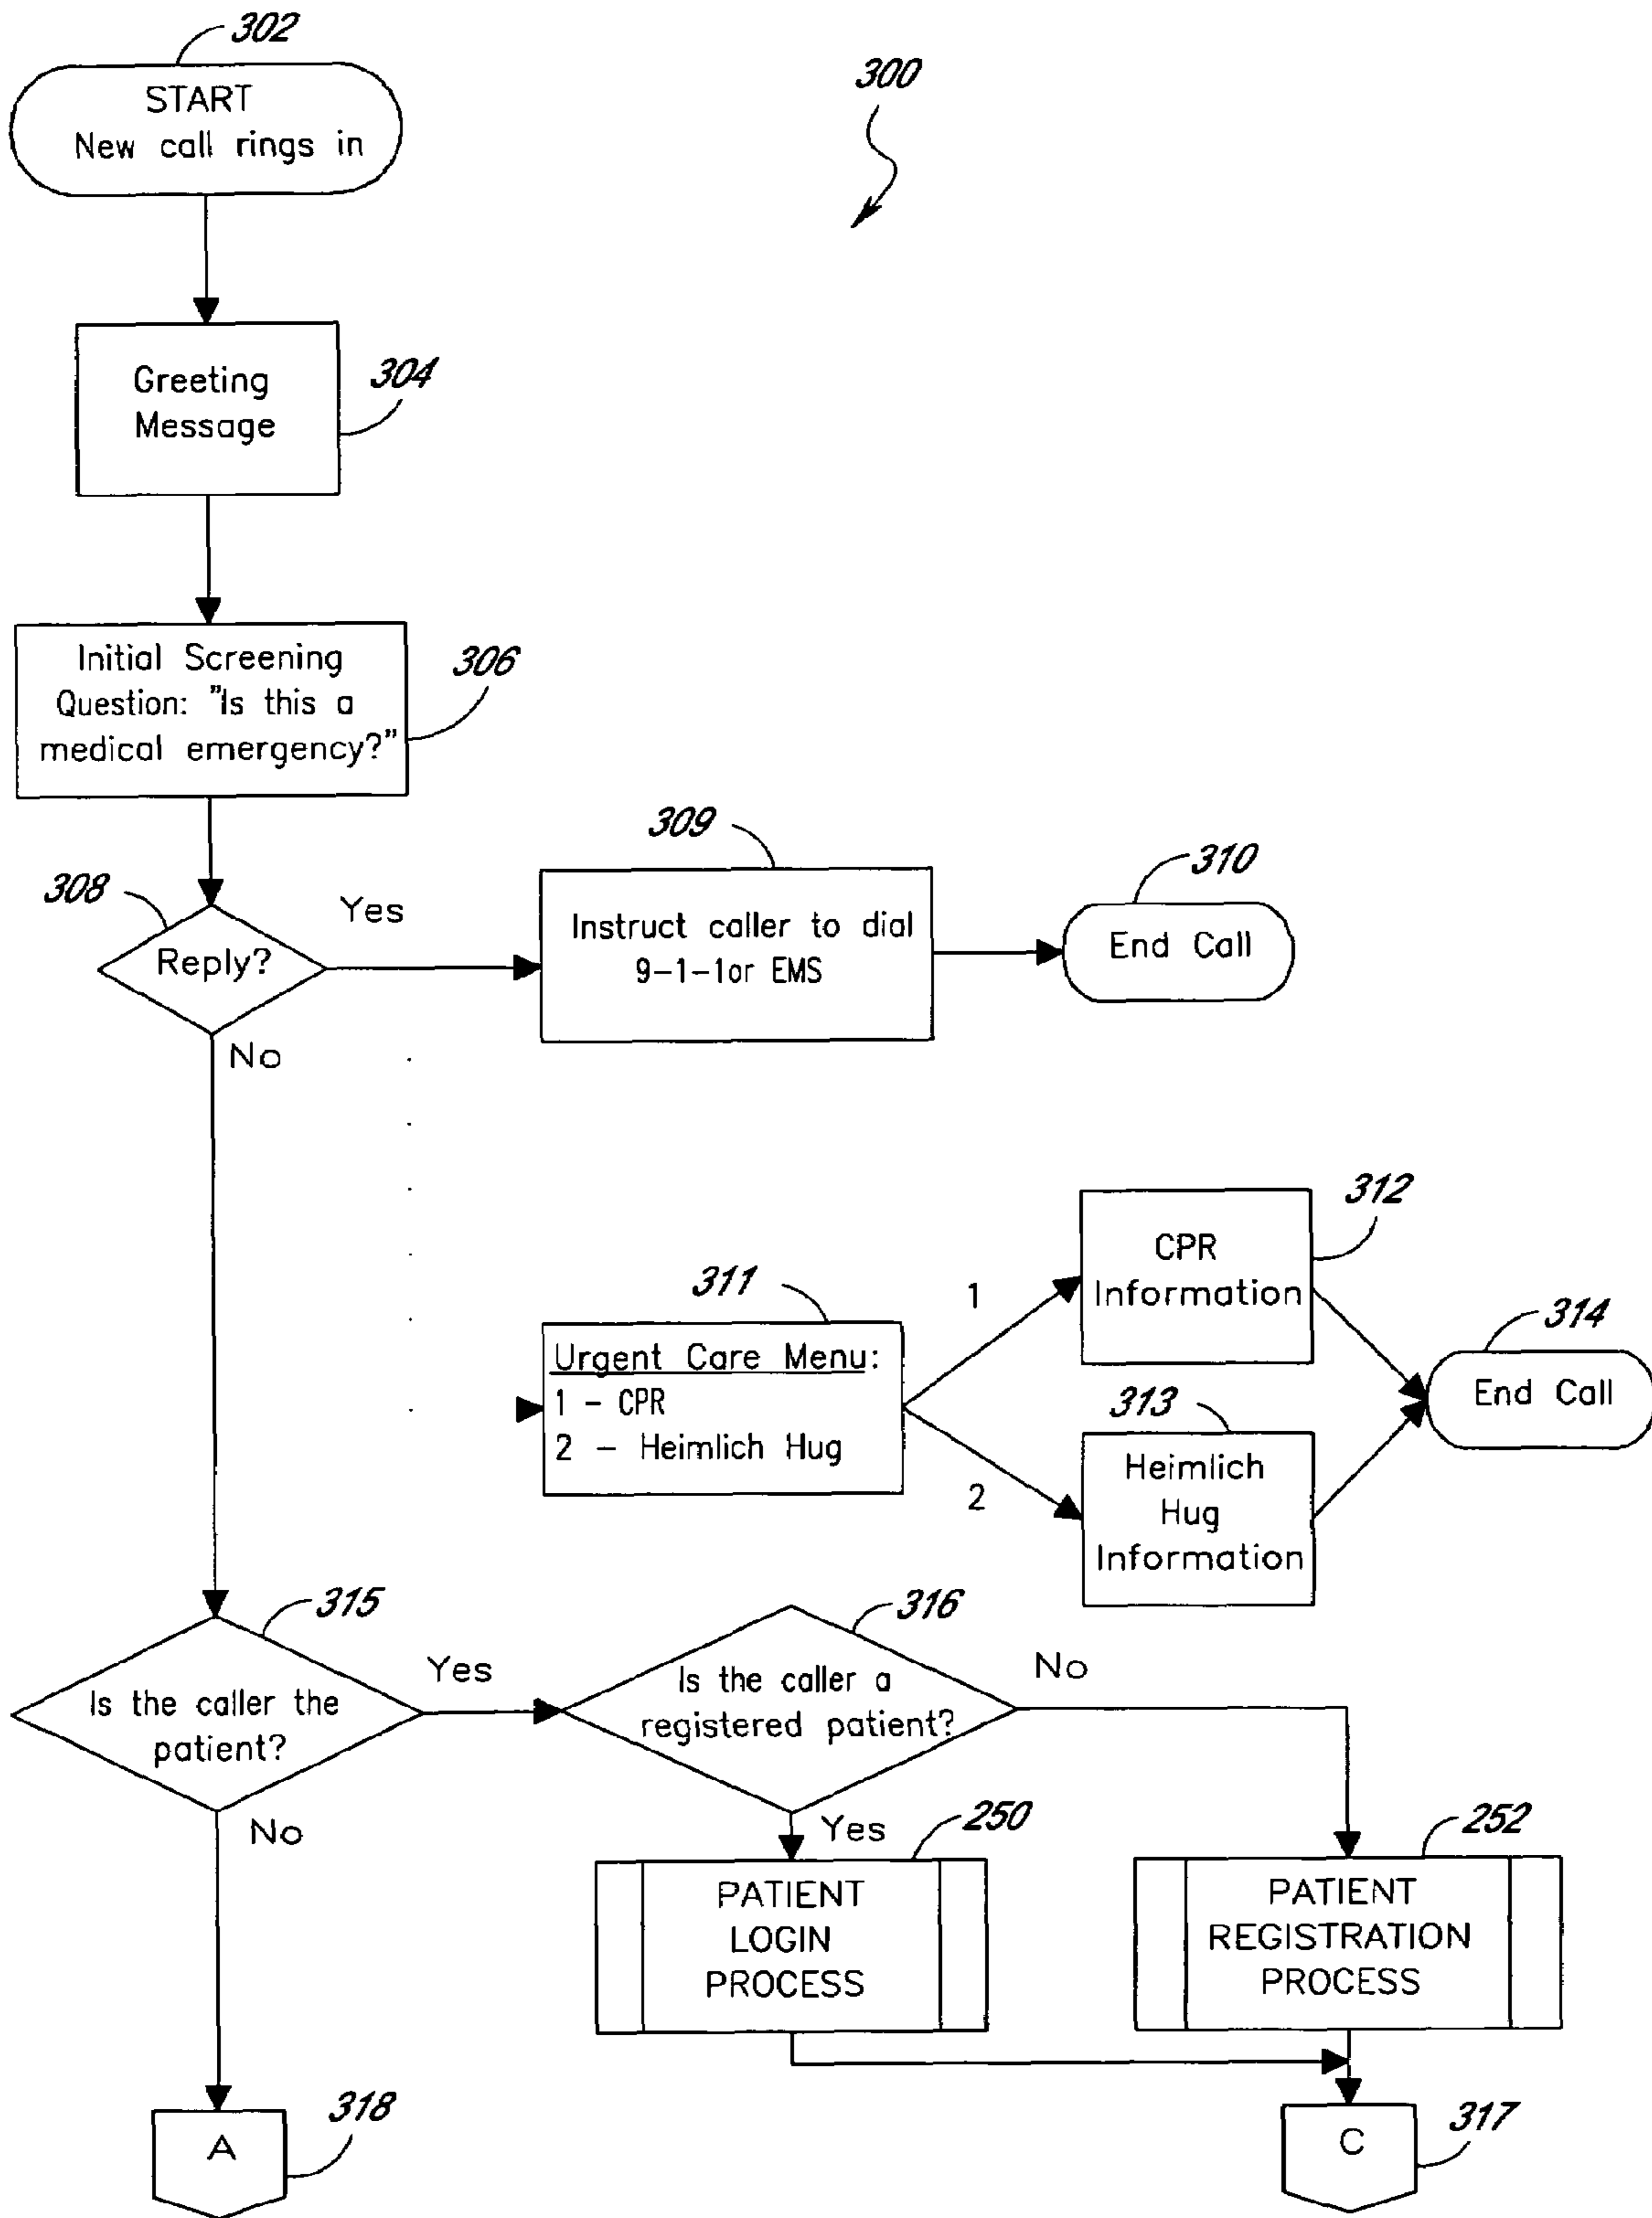 302
START
New call rings in
300
Greeting
Message
304
Initial Screening
Question: "Is this a
medical emergency?"
306
308
Reply?
Yes
No
309
Instruct caller to dial
9-1-1or EMS
310
End Call
311
Urgent Care Menu:
1 - CPR
2 - Heimlich Hug
1
2
312
CPR
Information
313
Heimlich
Hug
Information
314
End Call
315
Is the caller the
patient?
Yes
No
316
Is the caller a
registered patient?
No
Yes
250
PATIENT
LOGIN
PROCESS
252
PATIENT
REGISTRATION
PROCESS
A
318
C
317